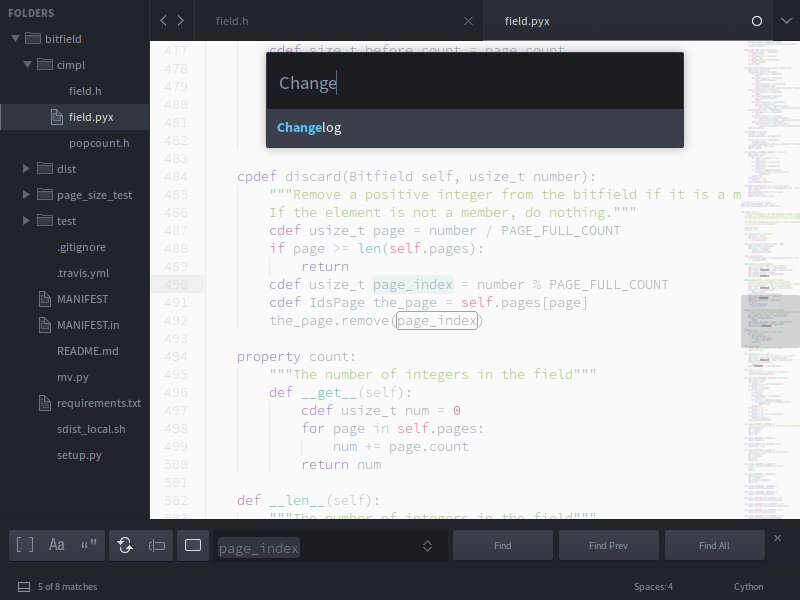 FOLDERS
bitfield
cimpl
field.h
field.pyx
popcount.h
dist
page_size_test
test
.gitignore
.travis.yml
MANIFEST
MANIFEST.in
README.md
mv.py
requirements.txt
sdist_local.sh
setup.py
field.h
field.pyx
Change
Changelog
477 cdef size_t before_count = page.count
478
479
480
481
482
483
484 cpdef discard(Bitfield self, usize_t number):
485 """Remove a positive integer from the bitfield if it is a m
486 If the element is not a member, do nothing."""
487 cdef usize_t page = number / PAGE_FULL_COUNT
488 if page >= len(self.pages):
489 return
490 cdef usize_t page_index = number % PAGE_FULL_COUNT
491 cdef IdsPage the_page = self.pages[page]
492 the_page.remove(page_index)
493
494 property count:
495 """The number of integers in the field"""
496 def __get__(self):
497 cdef usize_t num = 0
498 for page in self.pages:
499 num += page.count
500 return num
501
502 def __len__(self):
503 """The number of integers in the field"""
[ ] Aa “ ” page_index Find Find Prev Find All
5 of 8 matches Spaces: 4 Cython